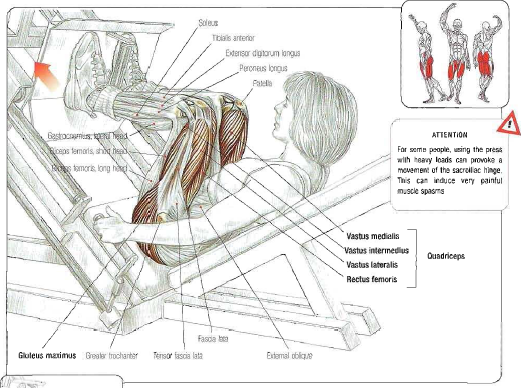 Soleus
Tibialis anterior
Extensor digitorum longus
Peroneus longus
Patella
Gastrocnemius, lateral head
Biceps femoris, short head
Biceps femoris, long head
ATTENTION
For some people, using the press
with heavy loads can provoke a
movement of the sacroiliac hinge.
This can induce very painful
muscle spasms
Vastus medialis
Vastus intermedius
Vastus lateralis
Rectus femoris
Quadriceps
Fascia lata
Gluteus maximus
Greater trochanter
Tensor fascia lata
External oblique